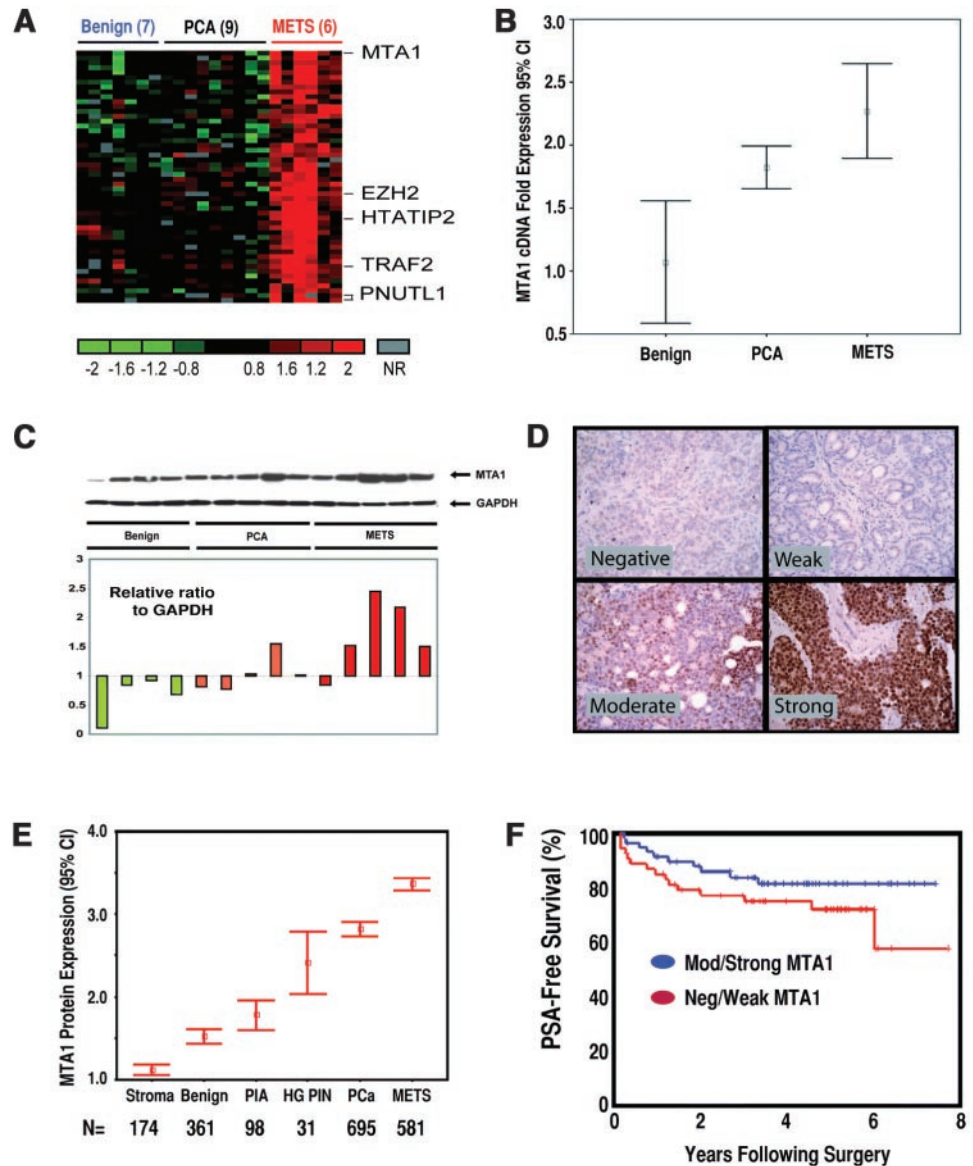 A
Benign (7) PCA (9) METS (6)
MTA1
EZH2
HTATIP2
TRAF2
PNUTL1
-2 -1.6 -1.2 -0.8 0.8 1.6 1.2 2 NR
B
MTA1 cDNA Fold Expression 95% CI
3.0
2.5
2.0
1.5
1.0
0.5
Benign PCA METS
C
MTA1
GAPDH
Benign PCA METS
Relative ratio
to GAPDH
3
2.5
2
1.5
1
0.5
0
D
Negative Weak
Moderate Strong
E
MTA1 Protein Expression (95% CI)
4.0
3.0
2.0
1.0
Stroma Benign PIA HG PIN PCa METS
N= 174 361 98 31 695 581
F
PSA-Free Survival (%)
100
80
60
40
20
0
Mod/Strong MTA1
Neg/Weak MTA1
0 2 4 6 8
Years Following Surgery